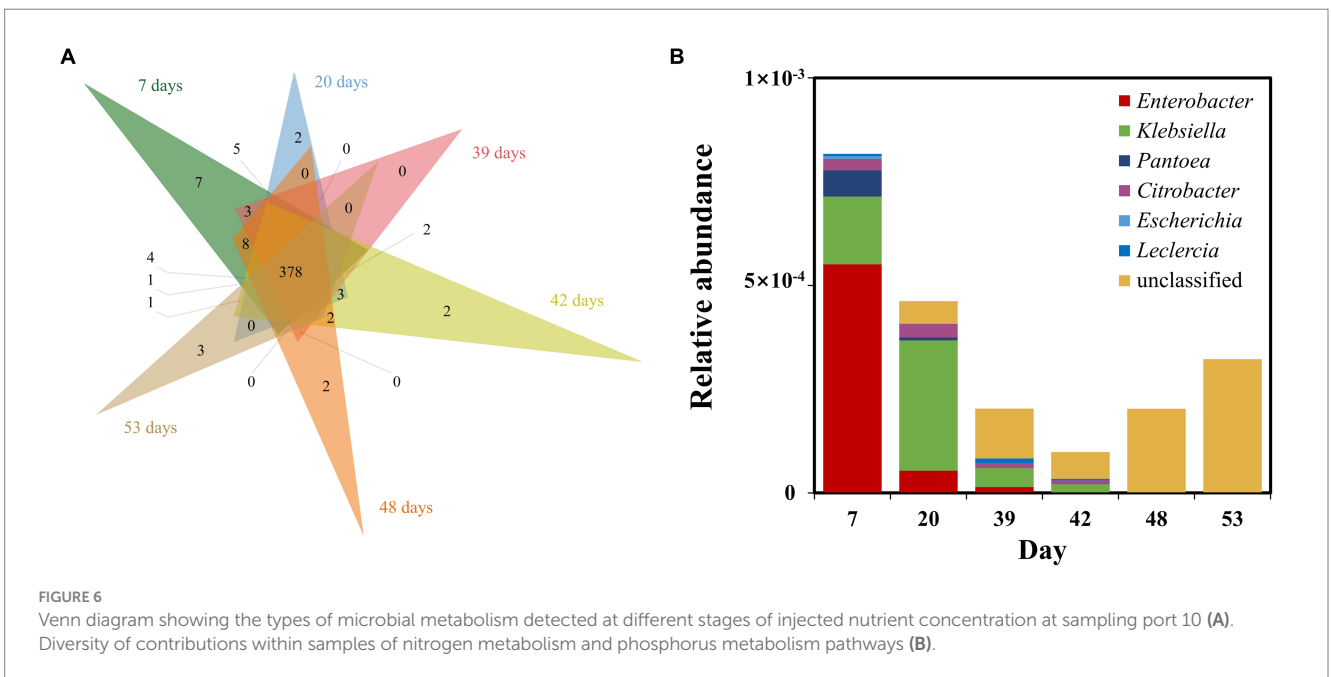 A
7 days
20 days
39 days
42 days
48 days
53 days
5
2
0
0
0
7
3
0
2
8
378
4
1
1
3
2
2
0
3
0
2
0
B
Relative abundance
1×10-3
5×10-4
0
7 20 39 42 48 53
Day
Enterobacter
Klebsiella
Pantoea
Citrobacter
Escherichia
Leclercia
unclassified
FIGURE 6
Venn diagram showing the types of microbial metabolism detected at different stages of injected nutrient concentration at sampling port 10 (A).
Diversity of contributions within samples of nitrogen metabolism and phosphorus metabolism pathways (B).